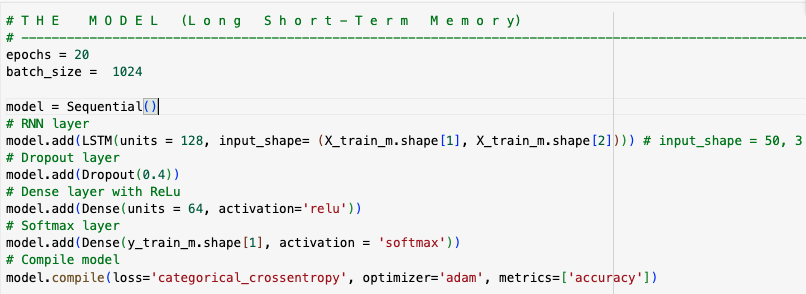 # T H E   M O D E L  (L o n g  S h o r t - T e r m  M e m o r y)
# -----------------------------------------------------------------------------------------------------
epochs = 20
batch_size =  1024
model = Sequential()
# RNN layer
model.add(LSTM(units = 128, input_shape= (X_train_m.shape[1], X_train_m.shape[2]))) # input_shape = 50, 3
# Dropout layer
model.add(Dropout(0.4))
# Dense layer with ReLu
model.add(Dense(units = 64, activation='relu'))
# Softmax layer
model.add(Dense(y_train_m.shape[1], activation = 'softmax'))
# Compile model
model.compile(loss='categorical_crossentropy', optimizer='adam', metrics=['accuracy'])